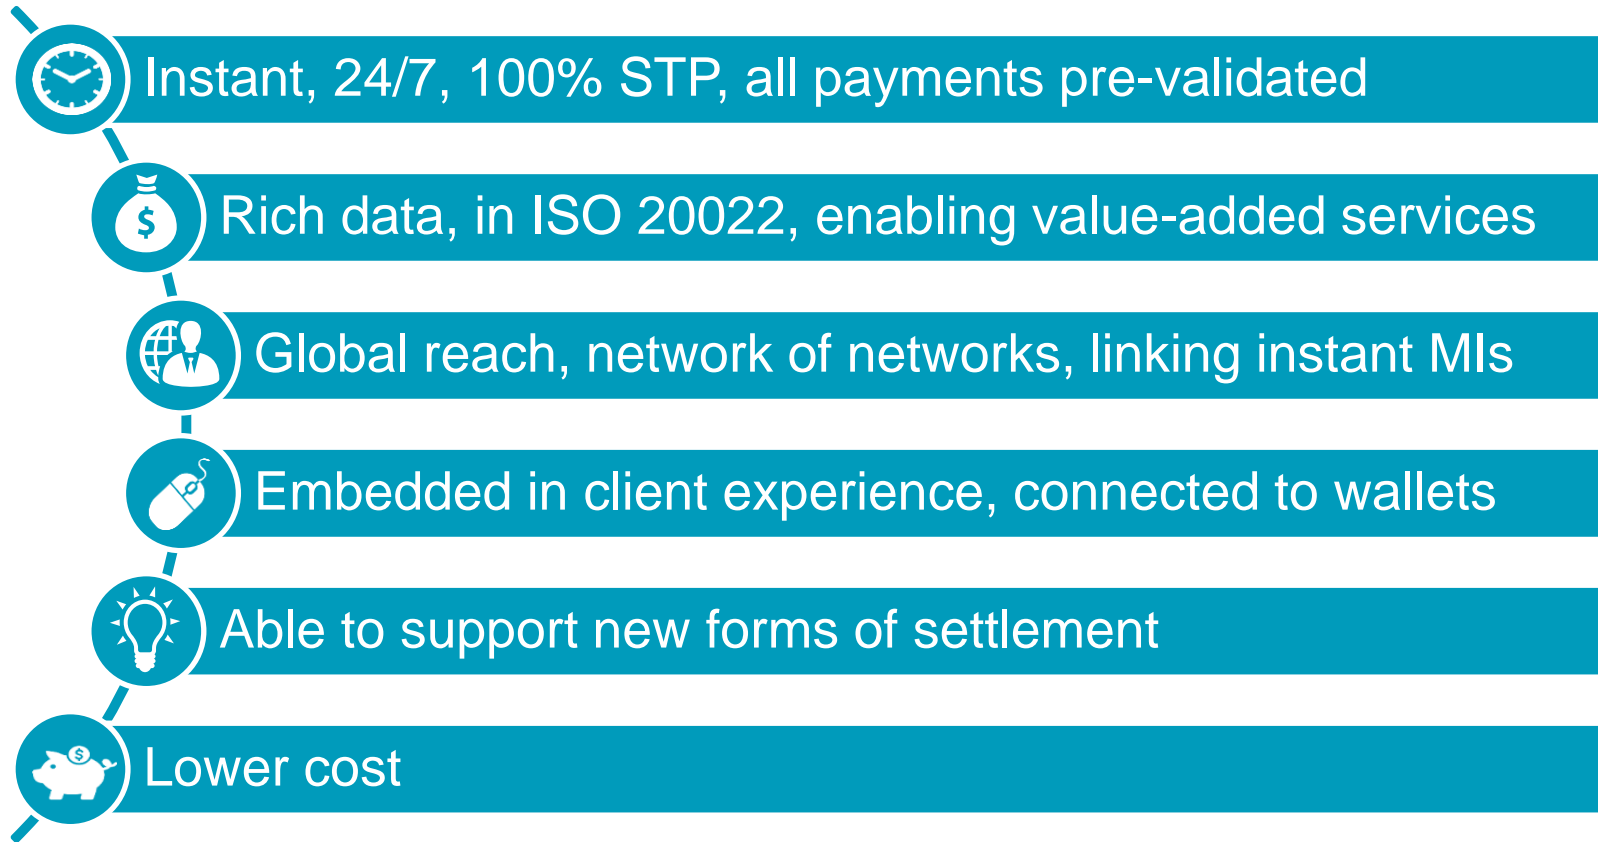 Instant, 24/7, 100% STP, all payments pre-validated
$
Rich data, in ISO 20022, enabling value-added services
Global reach, network of networks, linking instant MIs
Embedded in client experience, connected to wallets
Able to support new forms of settlement
$
Lower cost